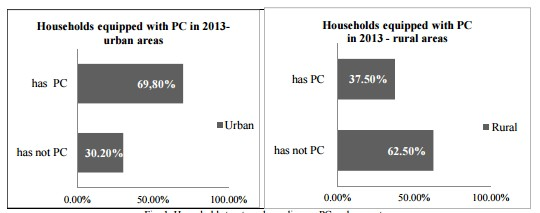 Households equipped with PC in 2013-
urban areas
has PC
69,80%
has not PC
30.20%
Urban
0.00%
50.00%
100.00%
Households equipped with PC
in 2013 - rural areas
has PC
37.50%
has not PC
62.50%
Rural
0.00%
50.00%
100.00%